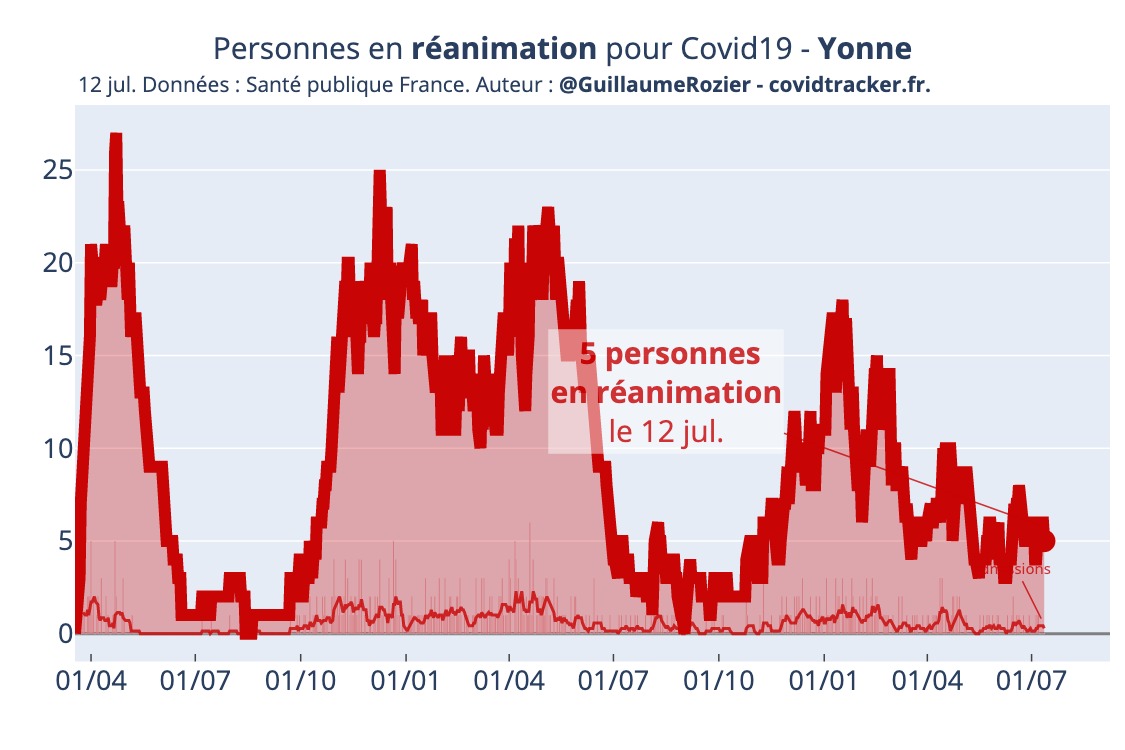 Personnes en réanimation pour Covid19 - Yonne
12 jul. Données : Santé publique France. Auteur : @GuillaumeRozier - covidtracker.fr.
25
20
15
10
5
0
5 personnes
en réanimation
le 12 jul.
01/04 01/07 01/10 01/01 01/04 01/07 01/10 01/01 01/04 01/07